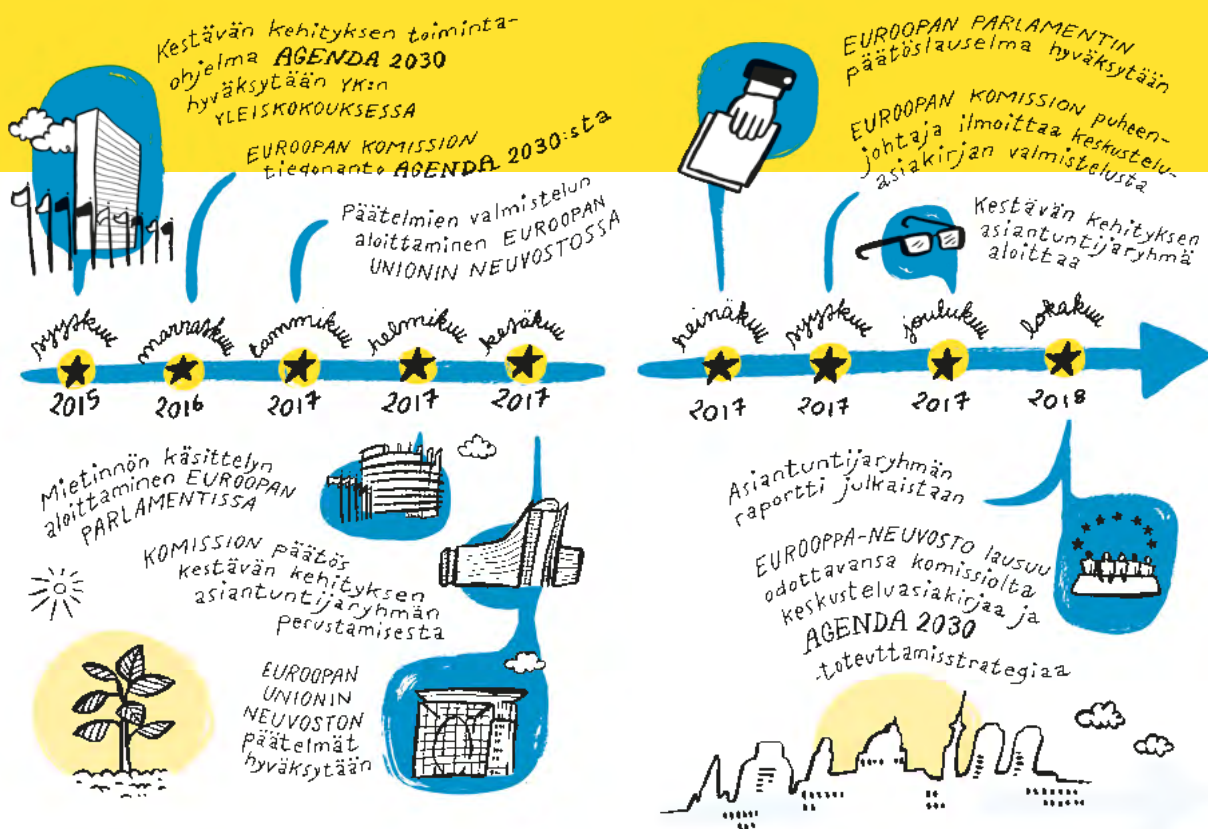 Kestävän kehityksen toiminta-
ohjelma AGENDA 2030
hyväksytään YK:n
YLEISKOKOUKSESSA
EUROOPAN KOMISSION
tiedonanto AGENDA 2030:sta
Päätelmien valmistelun
aloittaminen EUROOPAN
UNIONIN NEUVOSTOSSA
syyskuu
marraskuu
tammikuu
helmikuu
kesäkuu
2015
2016
2017
2017
2017
Mietinnön käsittelyn
aloittaminen EUROOPAN
PARLAMENTISSA
KOMISSION päätös
kestävän kehityksen
asiantuntijaryhmän
perustamisesta
EUROOPAN
UNIONIN
NEUVOSTON
päätelmät
hyväksytään
EUROOPAN PARLAMENTIN
päätöslauselma hyväksytään
EUROOPAN KOMISSION puheen-
johtaja ilmoittaa keskustelu-
asiakirjan valmistelusta
Kestävän kehityksen
asiantuntijaryhmä
aloittaa
heinäkuu
syyskuu
joulukuu
lokakuu
2017
2017
2017
2018
Asiantuntijaryhmän
raportti julkaistaan
EUROOPPA-NEUVOSTO lausuu
odottavansa komissiolta
keskusteluasiakirjaa ja
AGENDA 2030
-toteuttamisstrategiaa